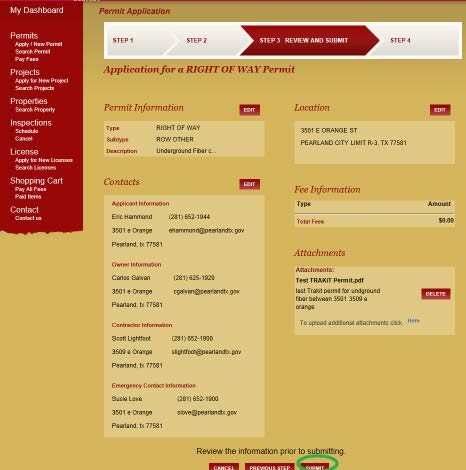 My Dashboard
Permits
Apply / New Permit
Search Permit
Pay Fees
Projects
Apply for New Project
Search Projects
Properties
Search Property
Inspections
Schedule
Cancel
License
Apply for New Licenses
Search Licenses
Shopping Cart
Pay All Fees
Paid Items
Contact
Contact us
Permit Application
STEP 1
STEP 2
STEP 3 REVIEW AND SUBMIT
STEP 4
Application for a RIGHT OF WAY Permit
Permit Information
EDIT
Type RIGHT OF WAY
Subtype ROW OTHER
Description Underground Fiber c...
Contacts
EDIT
Applicant Information
Eric Hammond (281) 652-1944
3501 e Orange ehammond@pearlandtx.gov
Pearland, tx 77581
Owner Information
Carlos Galvan (281) 625-1929
3501 e Orange cgalvan@pearlandtx.gov
Pearland, tx 77581
Contractor Information
Scott Lightfoot (281) 652-1900
3509 e Orange slightfoot@pearlandtx.gov
Pearland, tx 77581
Emergency Contact Information
Susie Love (281) 652-1900
3501 e Orange slove@pearlandtx.gov
Pearland, tx 77581
Location
EDIT
3501 E ORANGE ST
PEARLAND CITY LIMIT R-3, TX 77581
Fee Information
Type Amount
Total Fees $0.00
Attachments
Attachments:
Test TRAKiT Permit.pdf
test Trakit permit for undground
fiber between 3501 3509 e
orange
DELETE
To upload additional attachments click Here
Review the information prior to submitting.
CANCEL
PREVIOUS STEP
SUBMIT